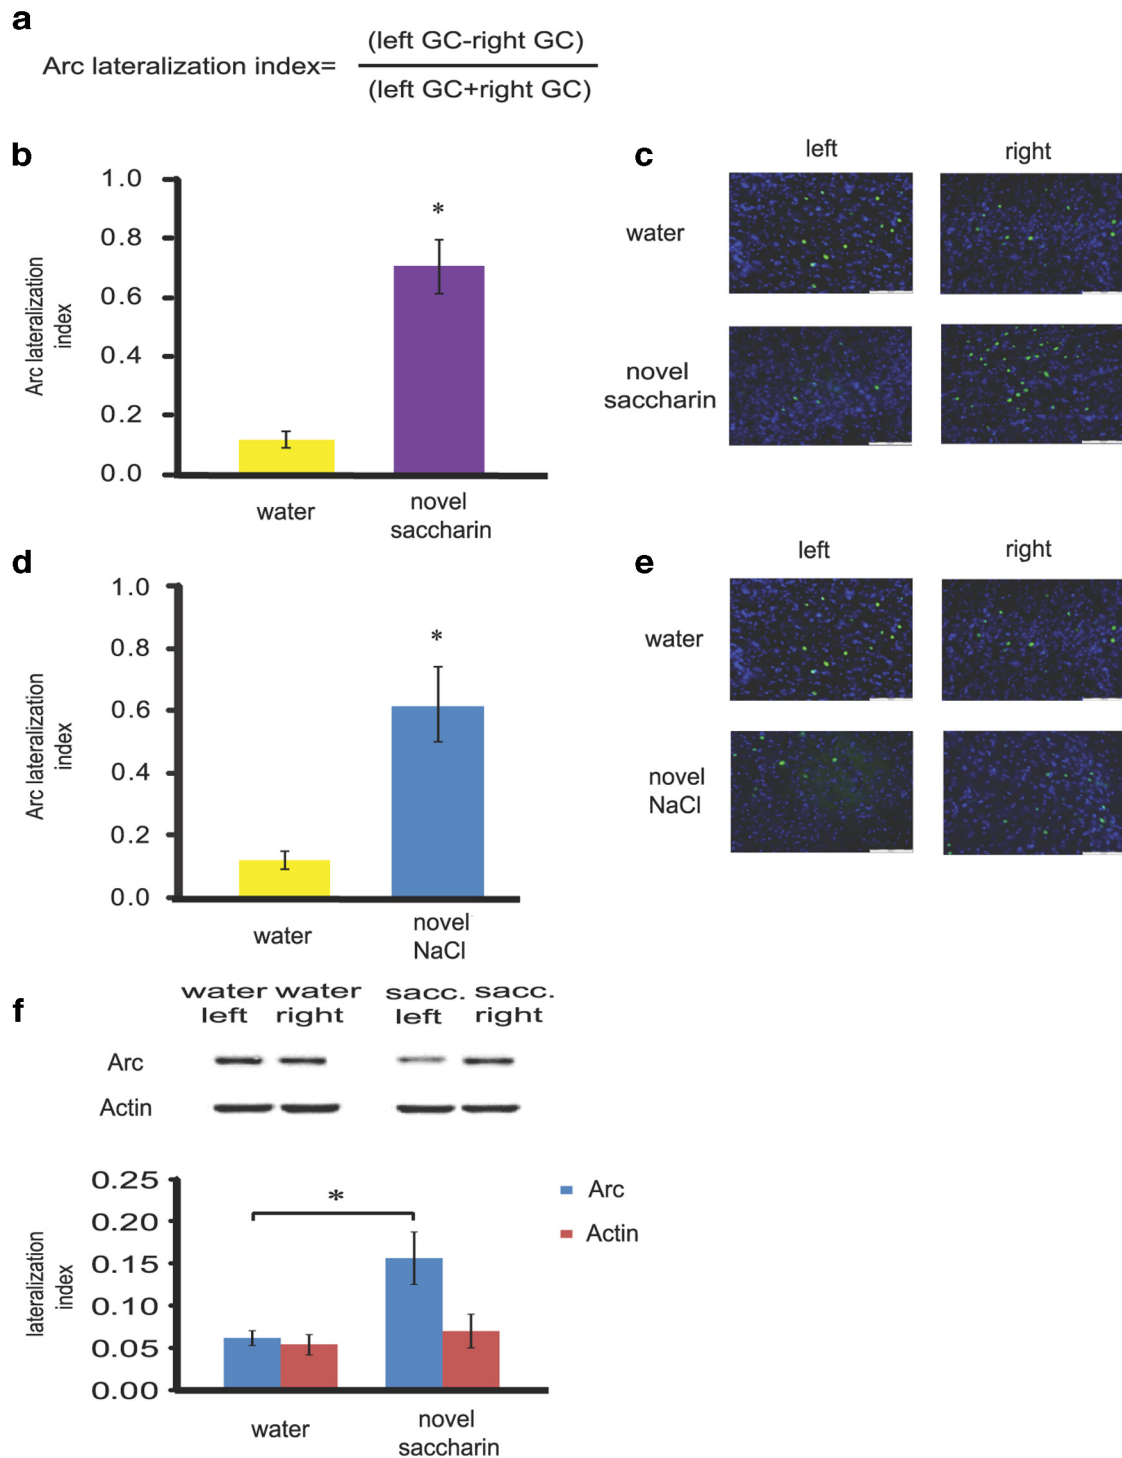 a
Arc lateralization index=
(left GC-right GC)
(left GC+right GC)
b
1.0
0.8
0.6
0.4
0.2
0.0
Arc lateralization
index
*
water
novel
saccharin
c
left
right
water
novel
saccharin
d
1.0
0.8
0.6
0.4
0.2
0.0
Arc lateralization
index
*
water
novel
NaCl
e
left
right
water
novel
NaCl
f
water water sacc. sacc.
left right left right
Arc
Actin
0.25
0.20
0.15
0.10
0.05
0.00
lateralization
index
*
Arc
Actin
water
novel
saccharin